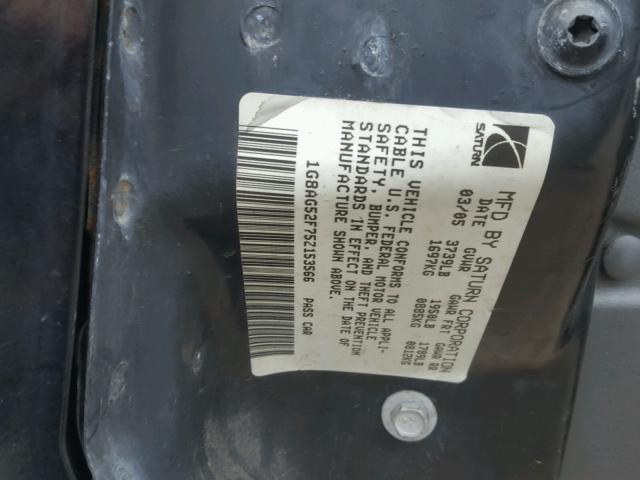 SATURN
MFD BY SATURN CORPORATION
DATE GVWR GAWR FRT GAWR RR
03/05 3739LB 1950LB 1789LB
1697KG 0885KG 0812KG
THIS VEHICLE CONFORMS TO ALL APPLI-
CABLE U.S. FEDERAL MOTOR VEHICLE
SAFETY, BUMPER, AND THEFT PREVENTION
STANDARDS IN EFFECT ON THE DATE OF
MANUFACTURE SHOWN ABOVE.
1G8AG52F75Z153566 PASS CAR